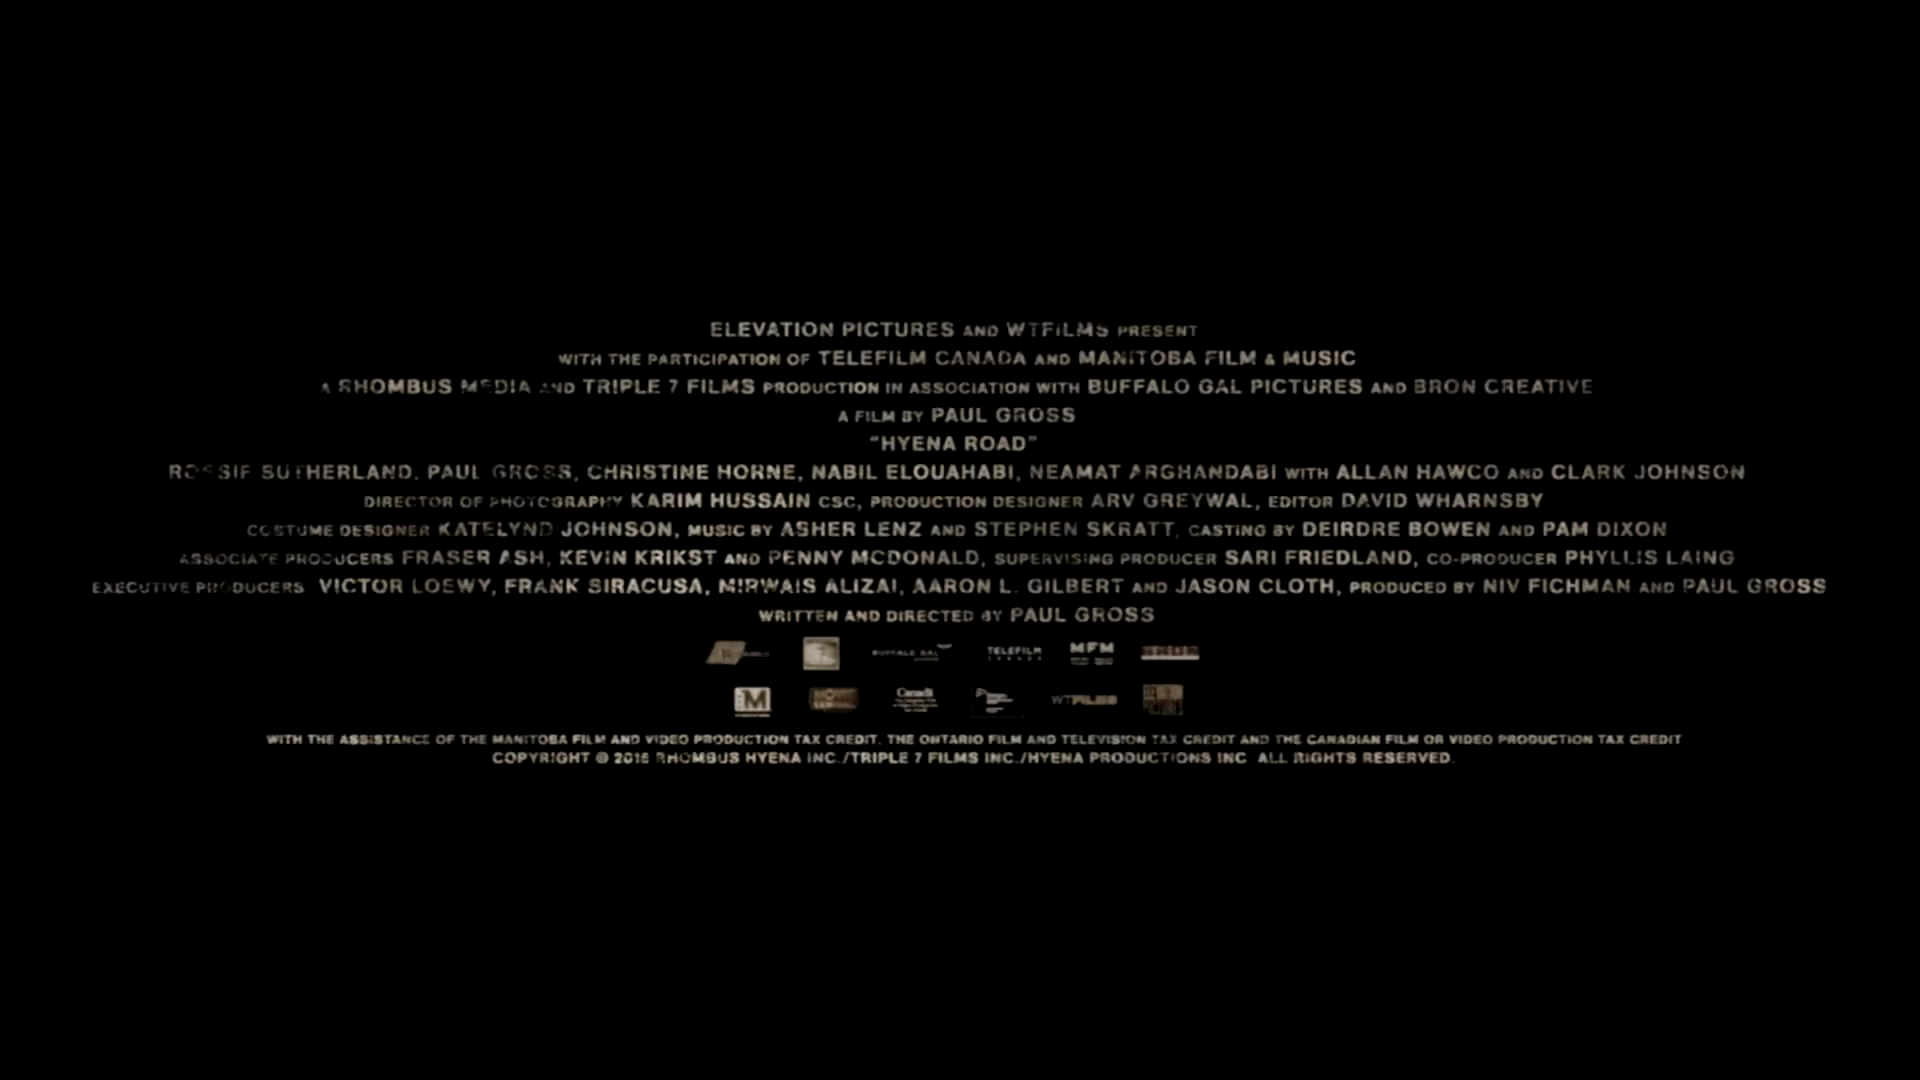 ELEVATION PICTURES AND WTFILMS PRESENT
WITH THE PARTICIPATION OF TELEFILM CANADA AND MANITOBA FILM & MUSIC
A RHOMBUS MEDIA AND TRIPLE 7 FILMS PRODUCTION IN ASSOCIATION WITH BUFFALO GAL PICTURES AND BRON CREATIVE
A FILM BY PAUL GROSS
“HYENA ROAD”
ROSSIF SUTHERLAND, PAUL GROSS, CHRISTINE HORNE, NABIL ELOUAHABI, NEAMAT ARGHANDABI WITH ALLAN HAWCO AND CLARK JOHNSON
DIRECTOR OF PHOTOGRAPHY KARIM HUSSAIN CSC, PRODUCTION DESIGNER ARV GREYWAL, EDITOR DAVID WHARNSBY
COSTUME DESIGNER KATELYND JOHNSON, MUSIC BY ASHER LENZ AND STEPHEN SKRATT, CASTING BY DEIRDRE BOWEN AND PAM DIXON
ASSOCIATE PRODUCERS FRASER ASH, KEVIN KRIKST AND PENNY MCDONALD, SUPERVISING PRODUCER SARI FRIEDLAND, CO-PRODUCER PHYLLIS LAING
EXECUTIVE PRODUCERS VICTOR LOEWY, FRANK SIRACUSA, MIRWAIS ALIZAI, AARON L. GILBERT AND JASON CLOTH, PRODUCED BY NIV FICHMAN AND PAUL GROSS
WRITTEN AND DIRECTED BY PAUL GROSS
BUFFALO GAL TELEFILM CANADA MFM
M Canada WTFILMS
WITH THE ASSISTANCE OF THE MANITOBA FILM AND VIDEO PRODUCTION TAX CREDIT, THE ONTARIO FILM AND TELEVISION TAX CREDIT AND THE CANADIAN FILM OR VIDEO PRODUCTION TAX CREDIT
COPYRIGHT © 2015 RHOMBUS HYENA INC./TRIPLE 7 FILMS INC./HYENA PRODUCTIONS INC ALL RIGHTS RESERVED.